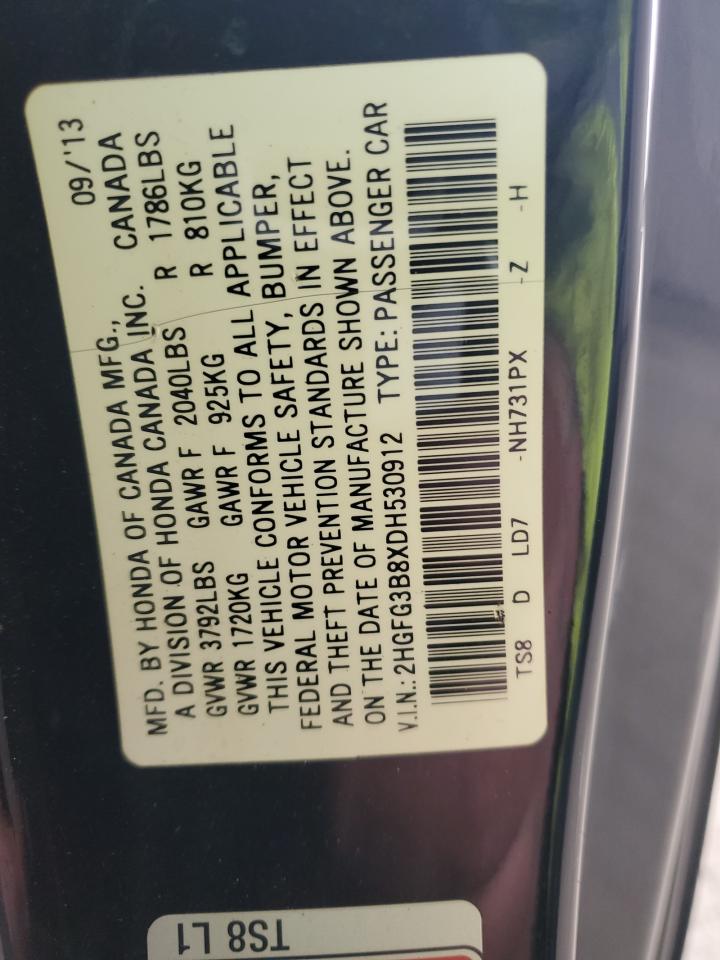 MFD. BY HONDA OF CANADA MFG., 09/'13
A DIVISION OF HONDA CANADA INC. CANADA
GVWR 3792LBS GAWR F 2040LBS R 1786LBS
GVWR 1720KG GAWR F 925KG R 810KG
THIS VEHICLE CONFORMS TO ALL APPLICABLE
FEDERAL MOTOR VEHICLE SAFETY, BUMPER,
AND THEFT PREVENTION STANDARDS IN EFFECT
ON THE DATE OF MANUFACTURE SHOWN ABOVE.
V.I.N.: 2HGFG3B8XDH530912 TYPE: PASSENGER CAR
TS8 D LD7 -NH731PX -Z -H
TS8 L1